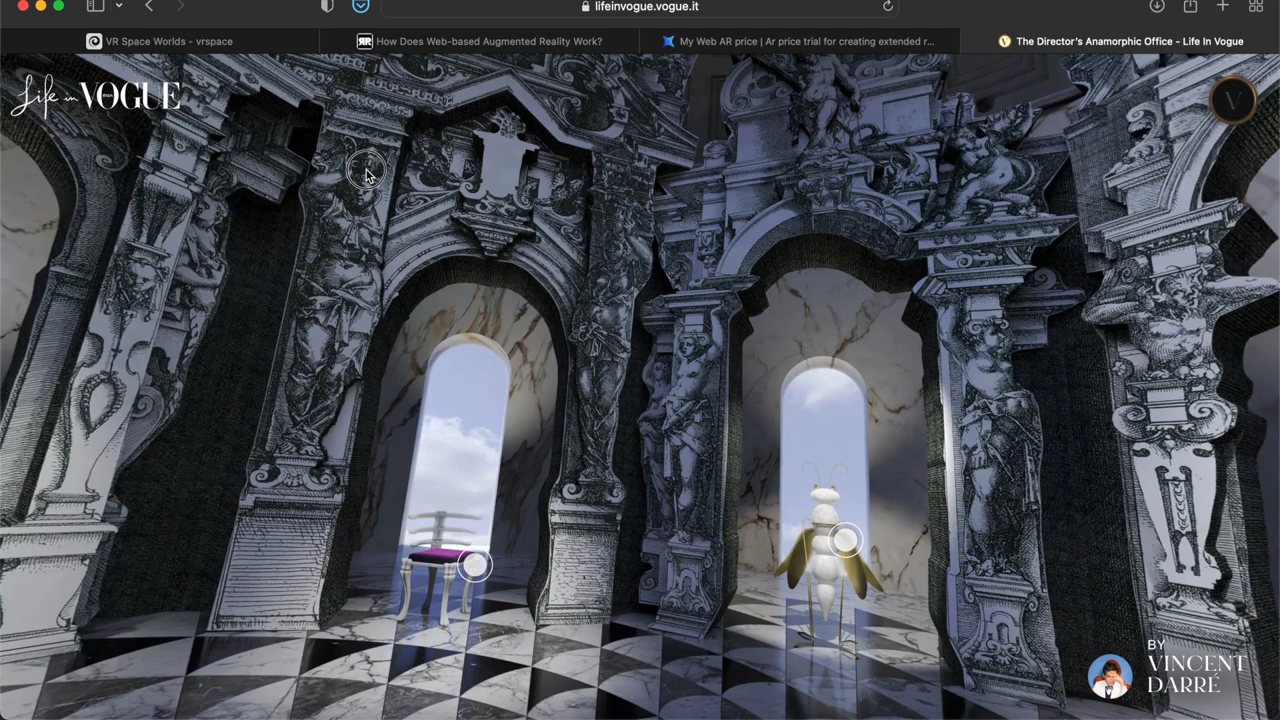 lifeinvogue.vogue.it
VR Space Worlds - vrspace
How Does Web-based Augmented Reality Work?
My Web AR price | Ar price trial for creating extended r...
The Director's Anamorphic Office - Life In Vogue
Life in VOGUE
V
BY
VINCENT
DARRÉ